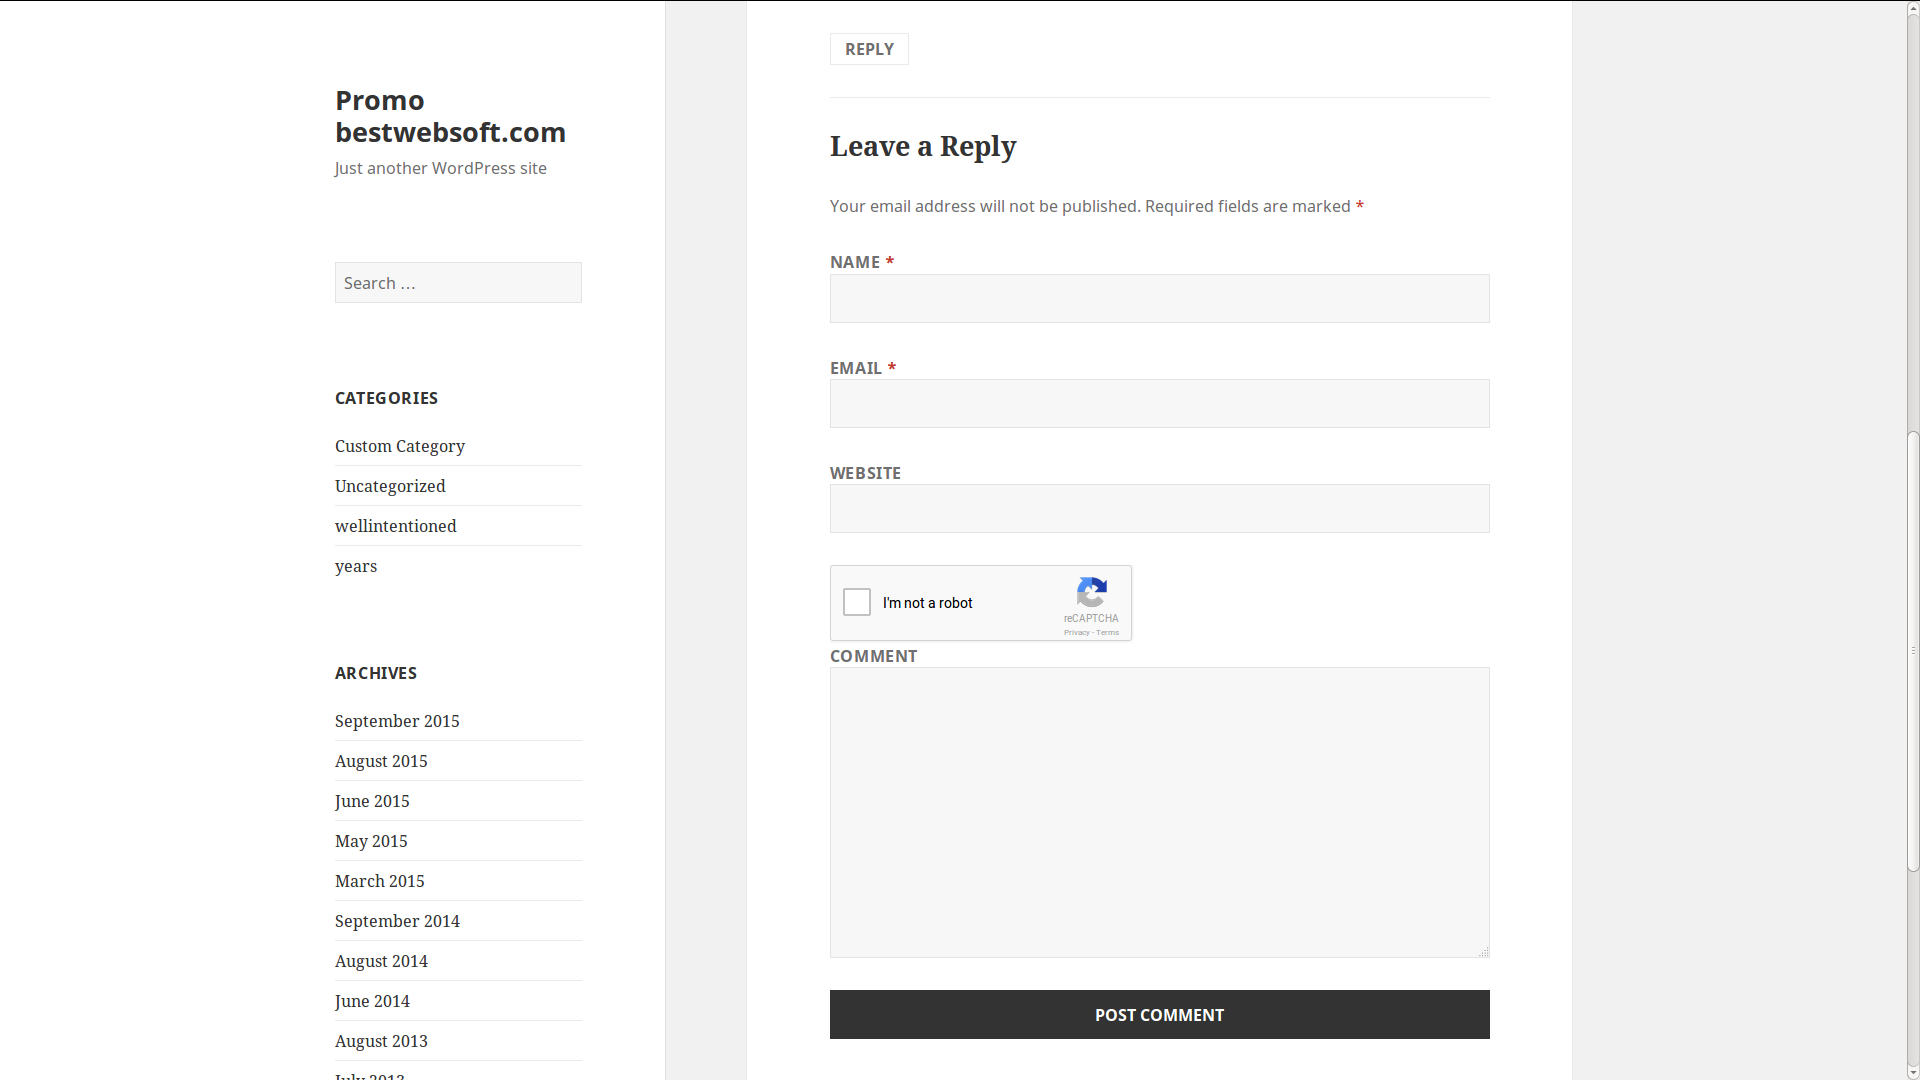 Promo
bestwebsoft.com
Just another WordPress site
Search …
CATEGORIES
Custom Category
Uncategorized
wellintentioned
years
ARCHIVES
September 2015
August 2015
June 2015
May 2015
March 2015
September 2014
August 2014
June 2014
August 2013
July 2013
REPLY
Leave a Reply
Your email address will not be published. Required fields are marked *
NAME *
EMAIL *
WEBSITE
I'm not a robot
reCAPTCHA
Privacy - Terms
COMMENT
POST COMMENT